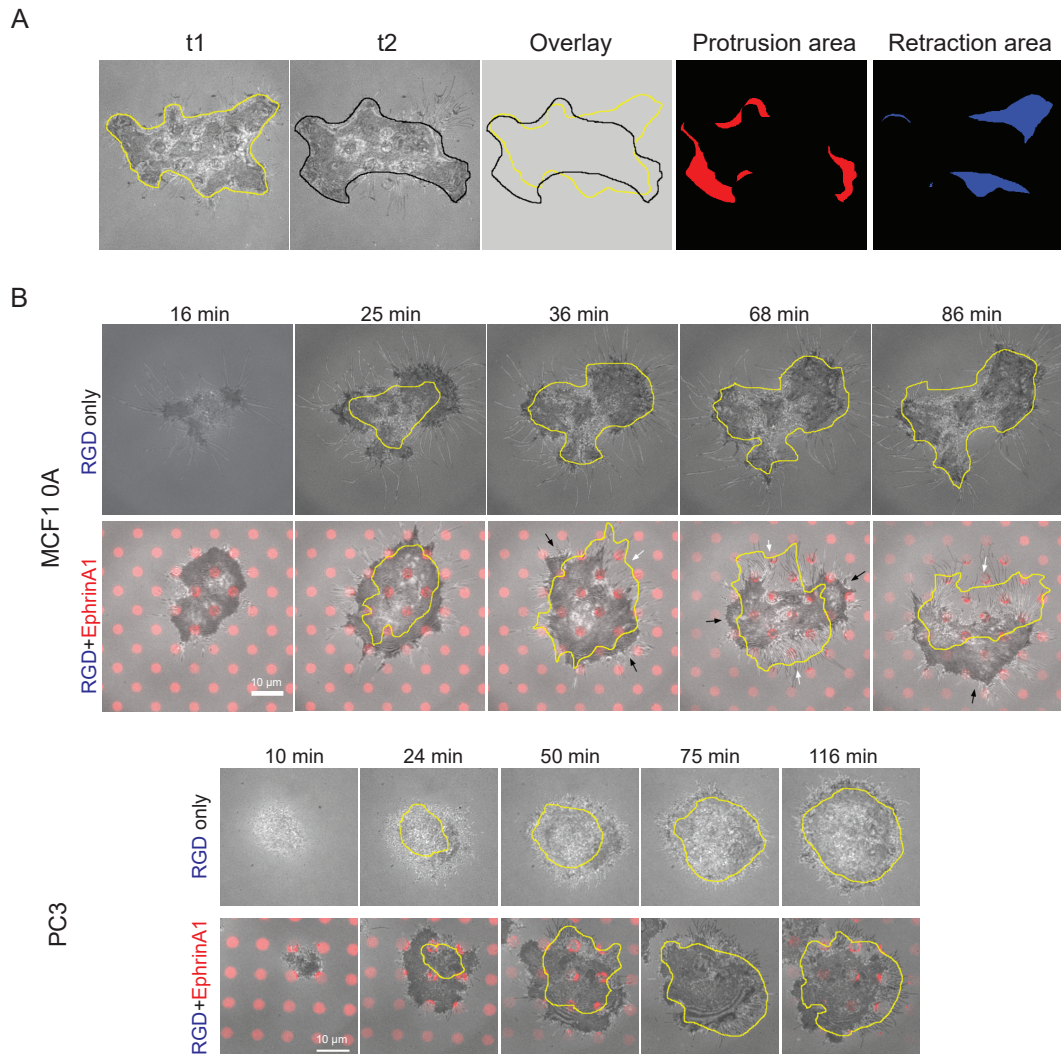 A
t1 t2 Overlay Protrusion area Retraction area
B
16 min 25 min 36 min 68 min 86 min
MCF1 0A
RGD only
RGD+EphrinA1
10 µm
10 min 24 min 50 min 75 min 116 min
PC3
RGD only
RGD+EphrinA1
10 µm